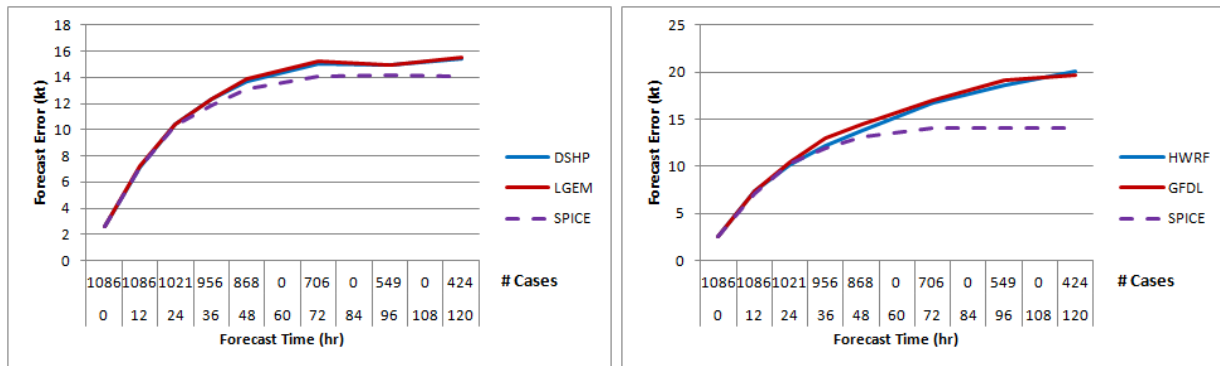 18
16
14
12
10
8
6
4
2
0
Forecast Error (kt)
DSHP
LGEM
SPICE
1086 1086 1021 956 868 0 706 0 549 0 424
# Cases
0 12 24 36 48 60 72 84 96 108 120
Forecast Time (hr)
25
20
15
10
5
0
Forecast Error (kt)
HWRF
GFDL
SPICE
1086 1086 1021 956 868 0 706 0 549 0 424
# Cases
0 12 24 36 48 60 72 84 96 108 120
Forecast Time (hr)